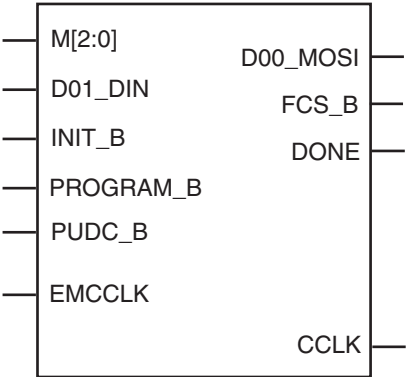 M[2:0]
D00_MOSI
D01_DIN
FCS_B
INIT_B
DONE
PROGRAM_B
PUDC_B
EMCCLK
CCLK